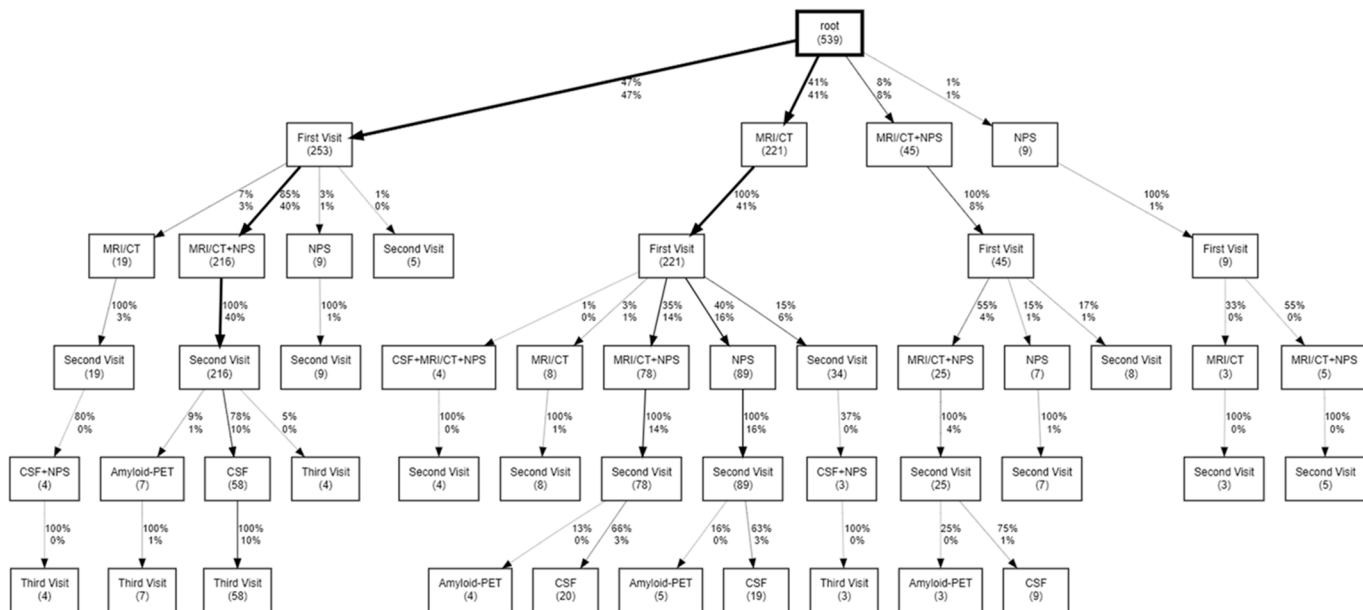 root
(539)
47%
47%
41%
41%
8%
8%
1%
1%
First Visit
(253)
MRI/CT
(221)
MRI/CT+NPS
(45)
NPS
(9)
7%
3%
85%
40%
3%
1%
1%
0%
100%
41%
100%
8%
100%
1%
MRI/CT
(19)
MRI/CT+NPS
(216)
NPS
(9)
Second Visit
(5)
First Visit
(221)
First Visit
(45)
First Visit
(9)
100%
3%
100%
40%
100%
1%
1%
0%
3%
1%
35%
14%
40%
16%
15%
6%
55%
4%
15%
1%
17%
1%
33%
0%
55%
0%
Second Visit
(19)
Second Visit
(216)
Second Visit
(9)
CSF+MRI/CT+NPS
(4)
MRI/CT
(8)
MRI/CT+NPS
(78)
NPS
(89)
Second Visit
(34)
MRI/CT+NPS
(25)
NPS
(7)
Second Visit
(8)
MRI/CT
(3)
MRI/CT+NPS
(5)
80%
0%
9%
1%
78%
10%
5%
0%
100%
0%
100%
1%
100%
14%
100%
16%
37%
0%
100%
4%
100%
1%
100%
0%
100%
0%
CSF+NPS
(4)
Amyloid-PET
(7)
CSF
(58)
Third Visit
(4)
Second Visit
(4)
Second Visit
(8)
Second Visit
(78)
Second Visit
(89)
CSF+NPS
(3)
Second Visit
(25)
Second Visit
(7)
Second Visit
(3)
Second Visit
(5)
100%
0%
100%
1%
100%
10%
13%
0%
66%
3%
16%
0%
63%
3%
100%
0%
25%
0%
75%
1%
Third Visit
(4)
Third Visit
(7)
Third Visit
(58)
Amyloid-PET
(4)
CSF
(20)
Amyloid-PET
(5)
CSF
(19)
Third Visit
(3)
Amyloid-PET
(3)
CSF
(9)